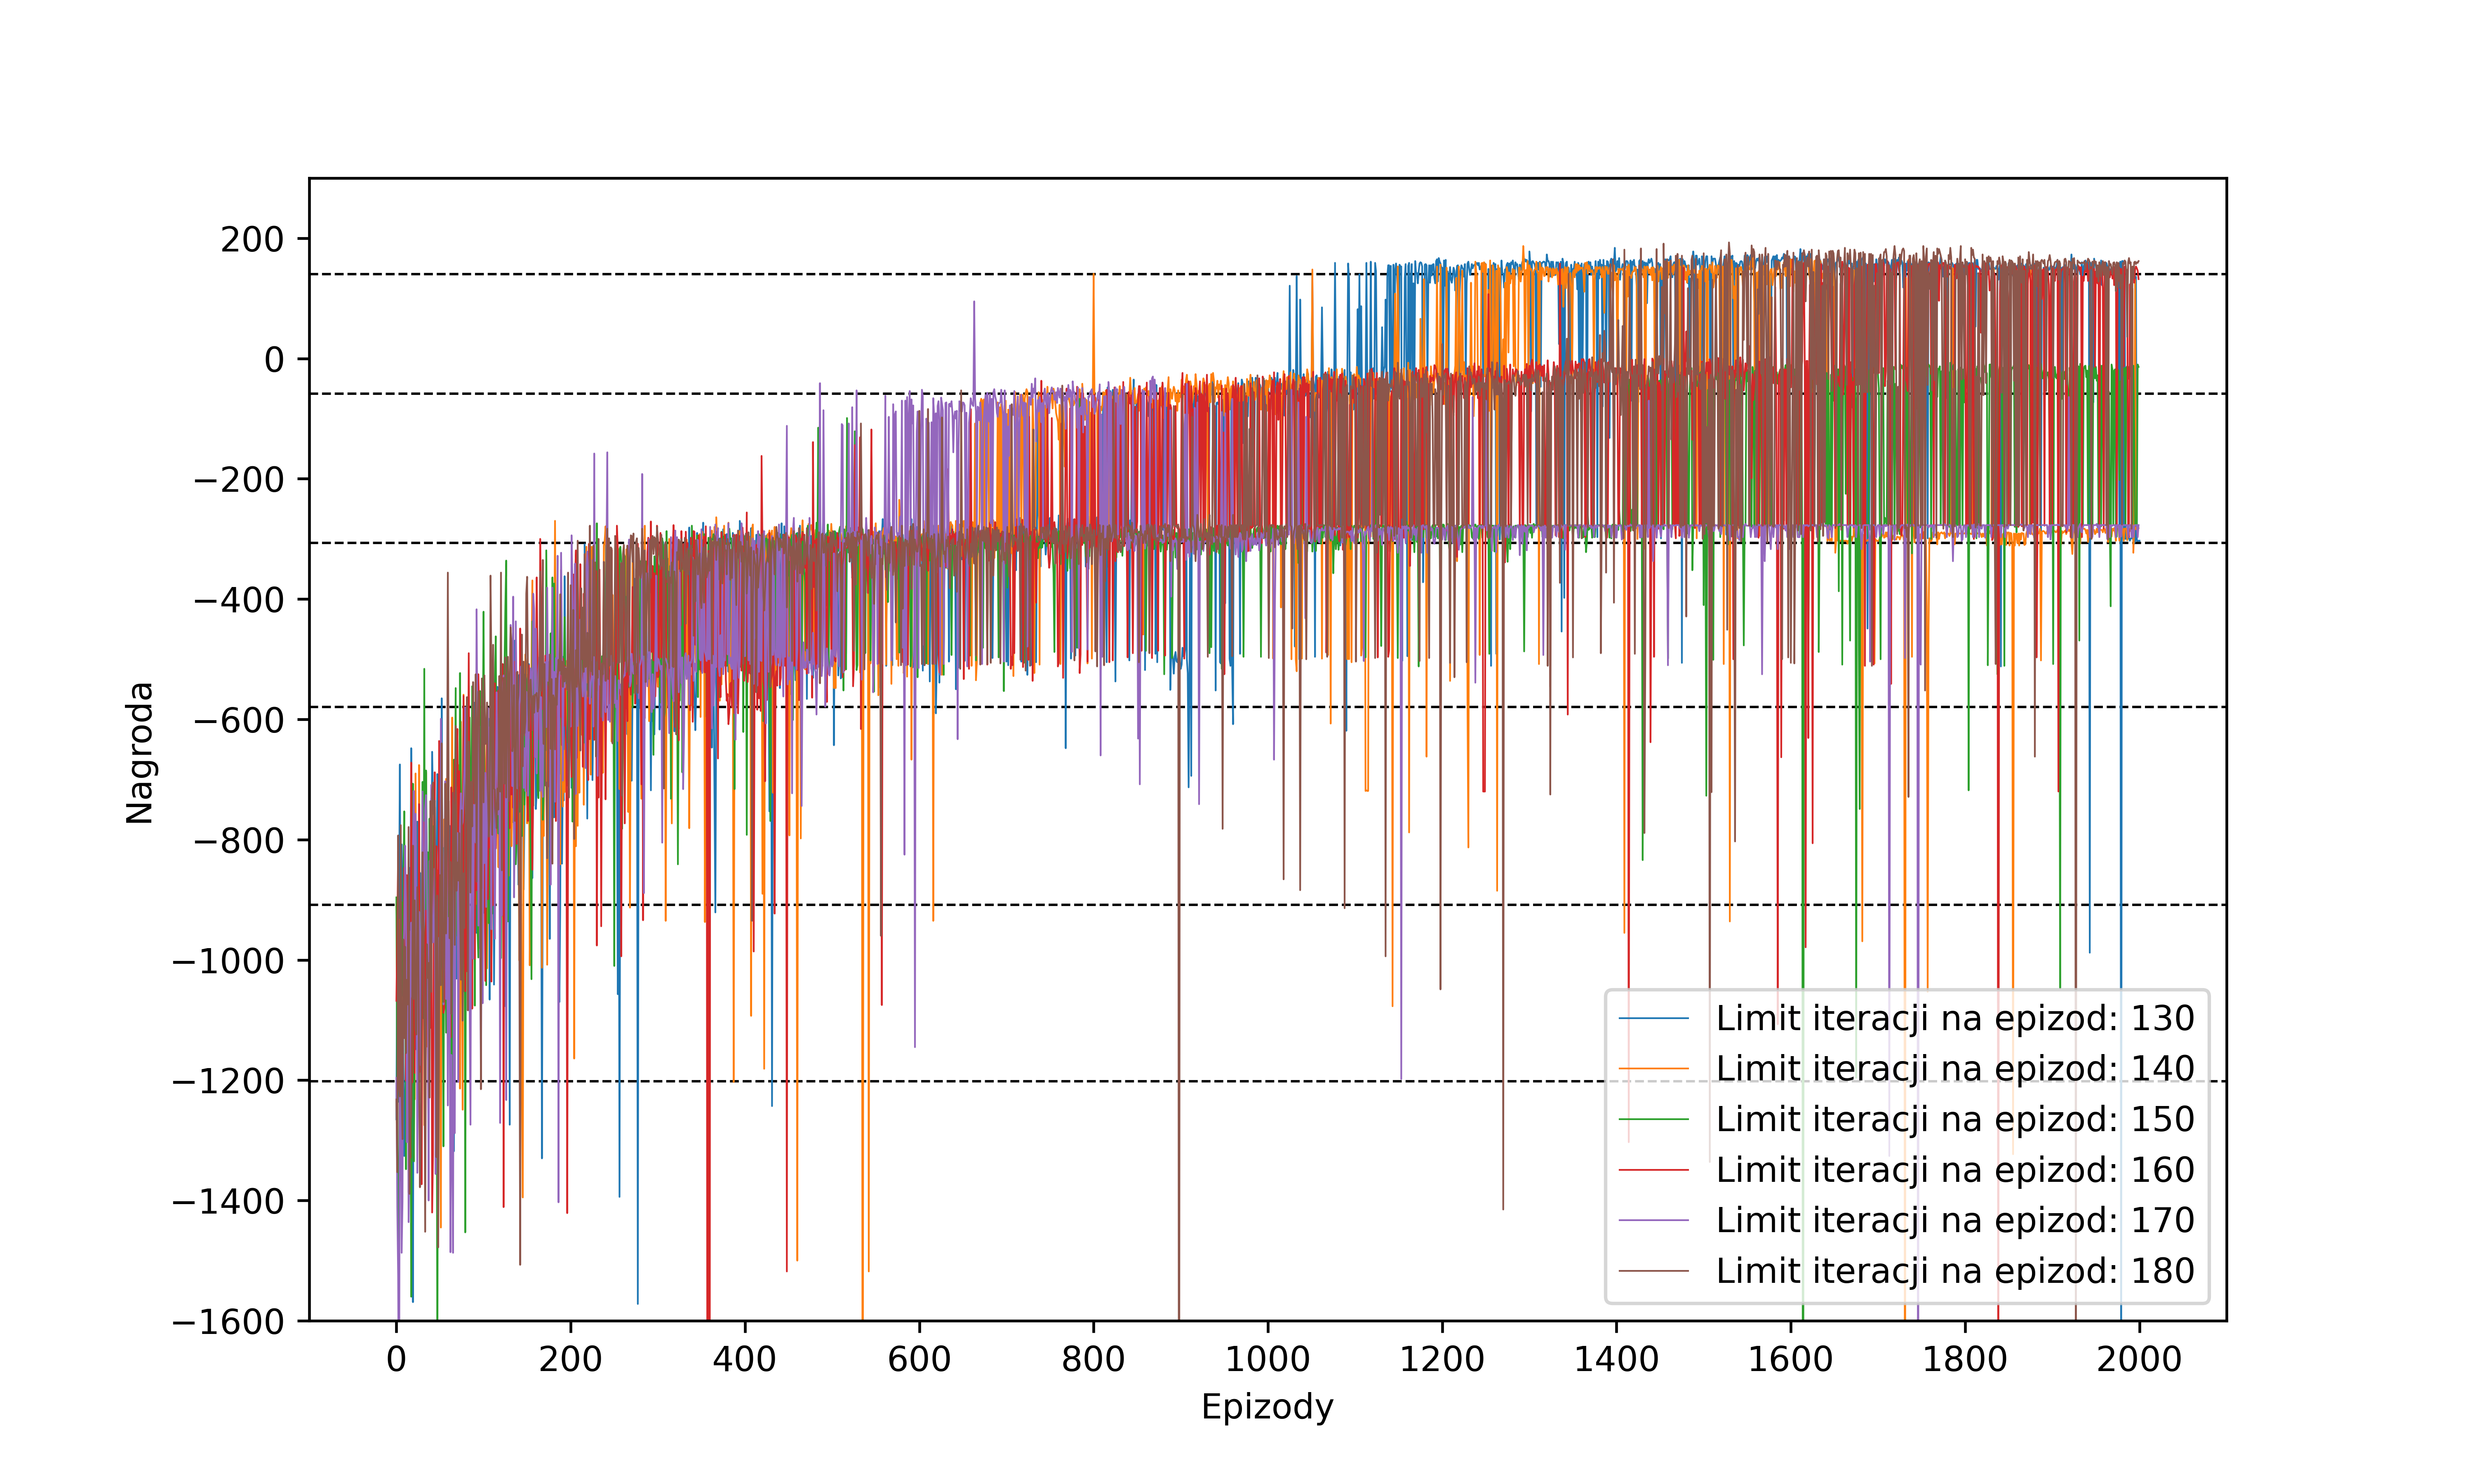 200
0
−200
−400
−600
−800
−1000
−1200
−1400
−1600
Nagroda
0 200 400 600 800 1000 1200 1400 1600 1800 2000
Epizody
Limit iteracji na epizod: 130
Limit iteracji na epizod: 140
Limit iteracji na epizod: 150
Limit iteracji na epizod: 160
Limit iteracji na epizod: 170
Limit iteracji na epizod: 180